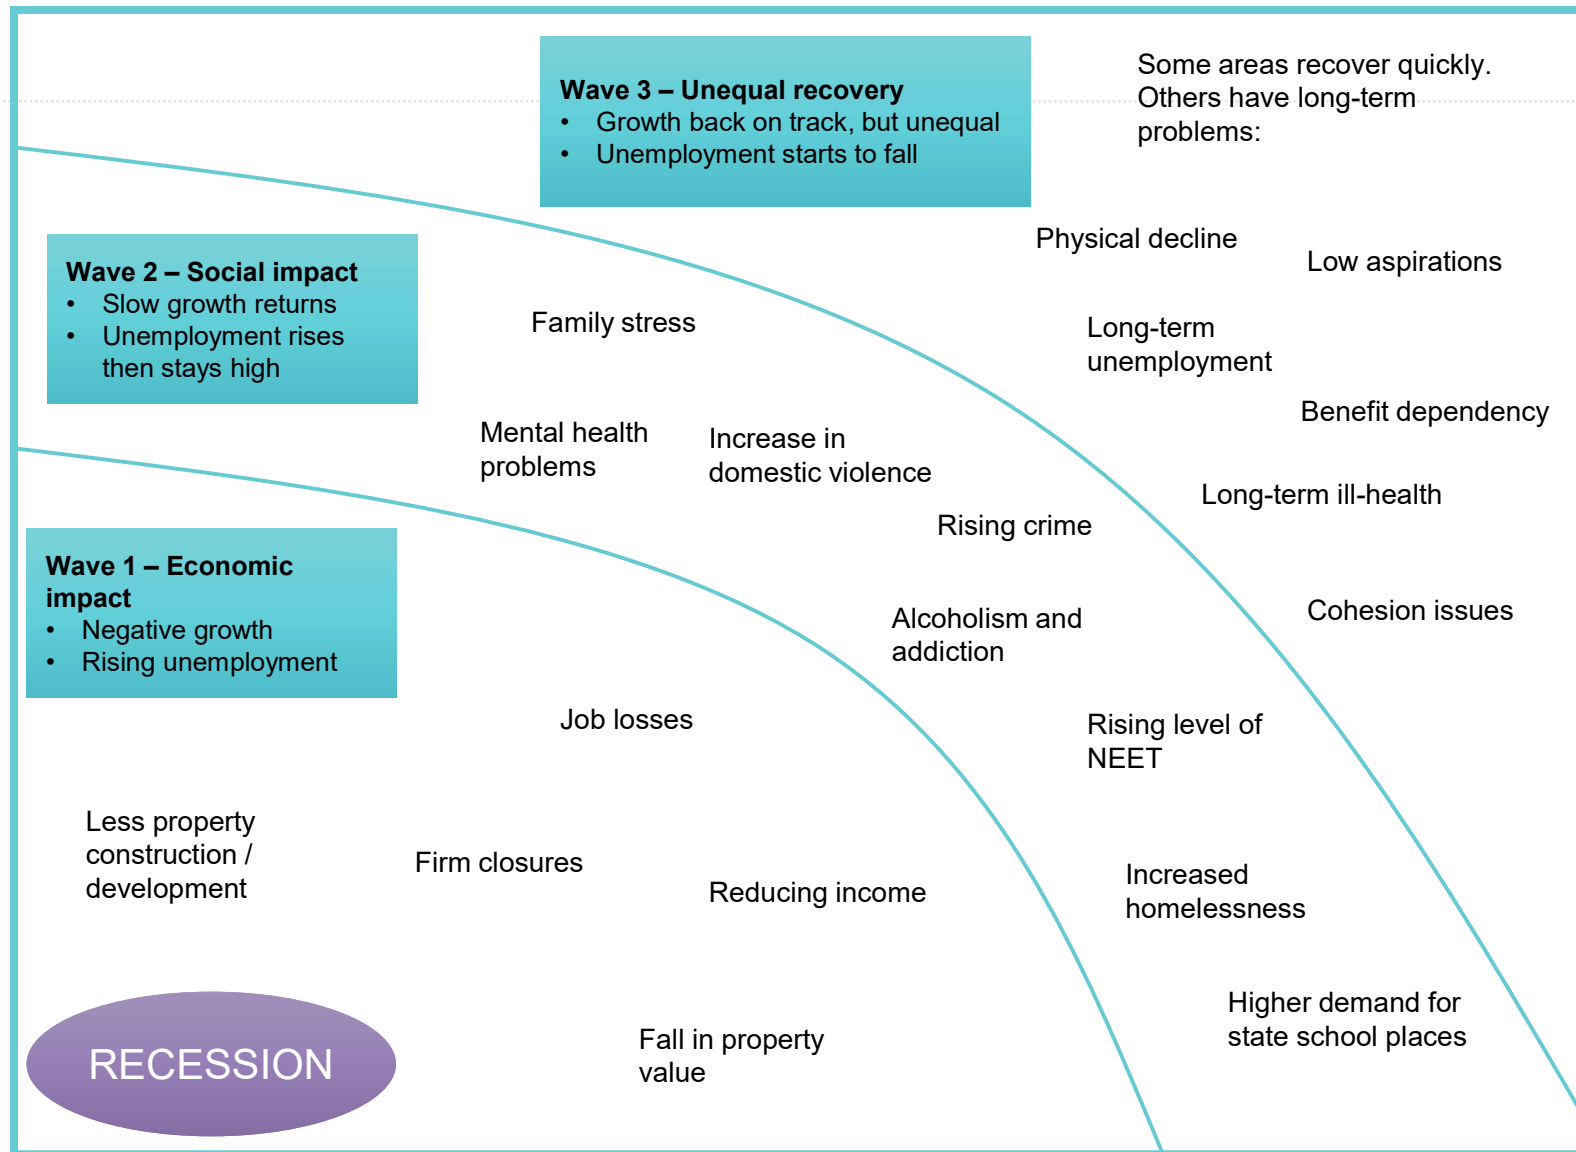 Wave 3 – Unequal recovery
• Growth back on track, but unequal
• Unemployment starts to fall
Some areas recover quickly.
Others have long-term
problems:
Physical decline
Low aspirations
Long-term
unemployment
Benefit dependency
Long-term ill-health
Cohesion issues
Wave 2 – Social impact
• Slow growth returns
• Unemployment rises
then stays high
Family stress
Mental health
problems
Increase in
domestic violence
Rising crime
Alcoholism and
addiction
Rising level of
NEET
Increased
homelessness
Higher demand for
state school places
Wave 1 – Economic
impact
• Negative growth
• Rising unemployment
Job losses
Less property
construction /
development
Firm closures
Reducing income
Fall in property
value
RECESSION